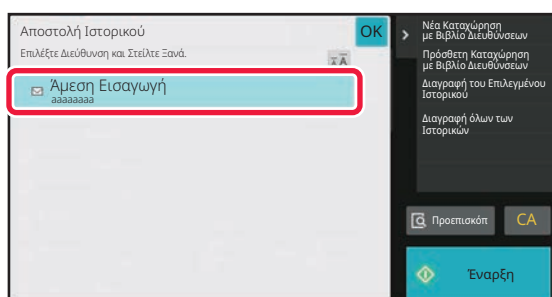 Αποστολή Ιστορικού
OK
Επιλέξτε Διεύθυνση και Στείλτε Ξανά.
Άμεση Εισαγωγή
aaaaaaaa
Νέα Καταχώρηση
με Βιβλίο Διευθύνσεων
Πρόσθετη Καταχώρηση
με Βιβλίο Διευθύνσεων
Διαγραφή του Επιλεγμένου
Ιστορικού
Διαγραφή όλων των
Ιστορικών
Προεπισκόπ
CA
Έναρξη